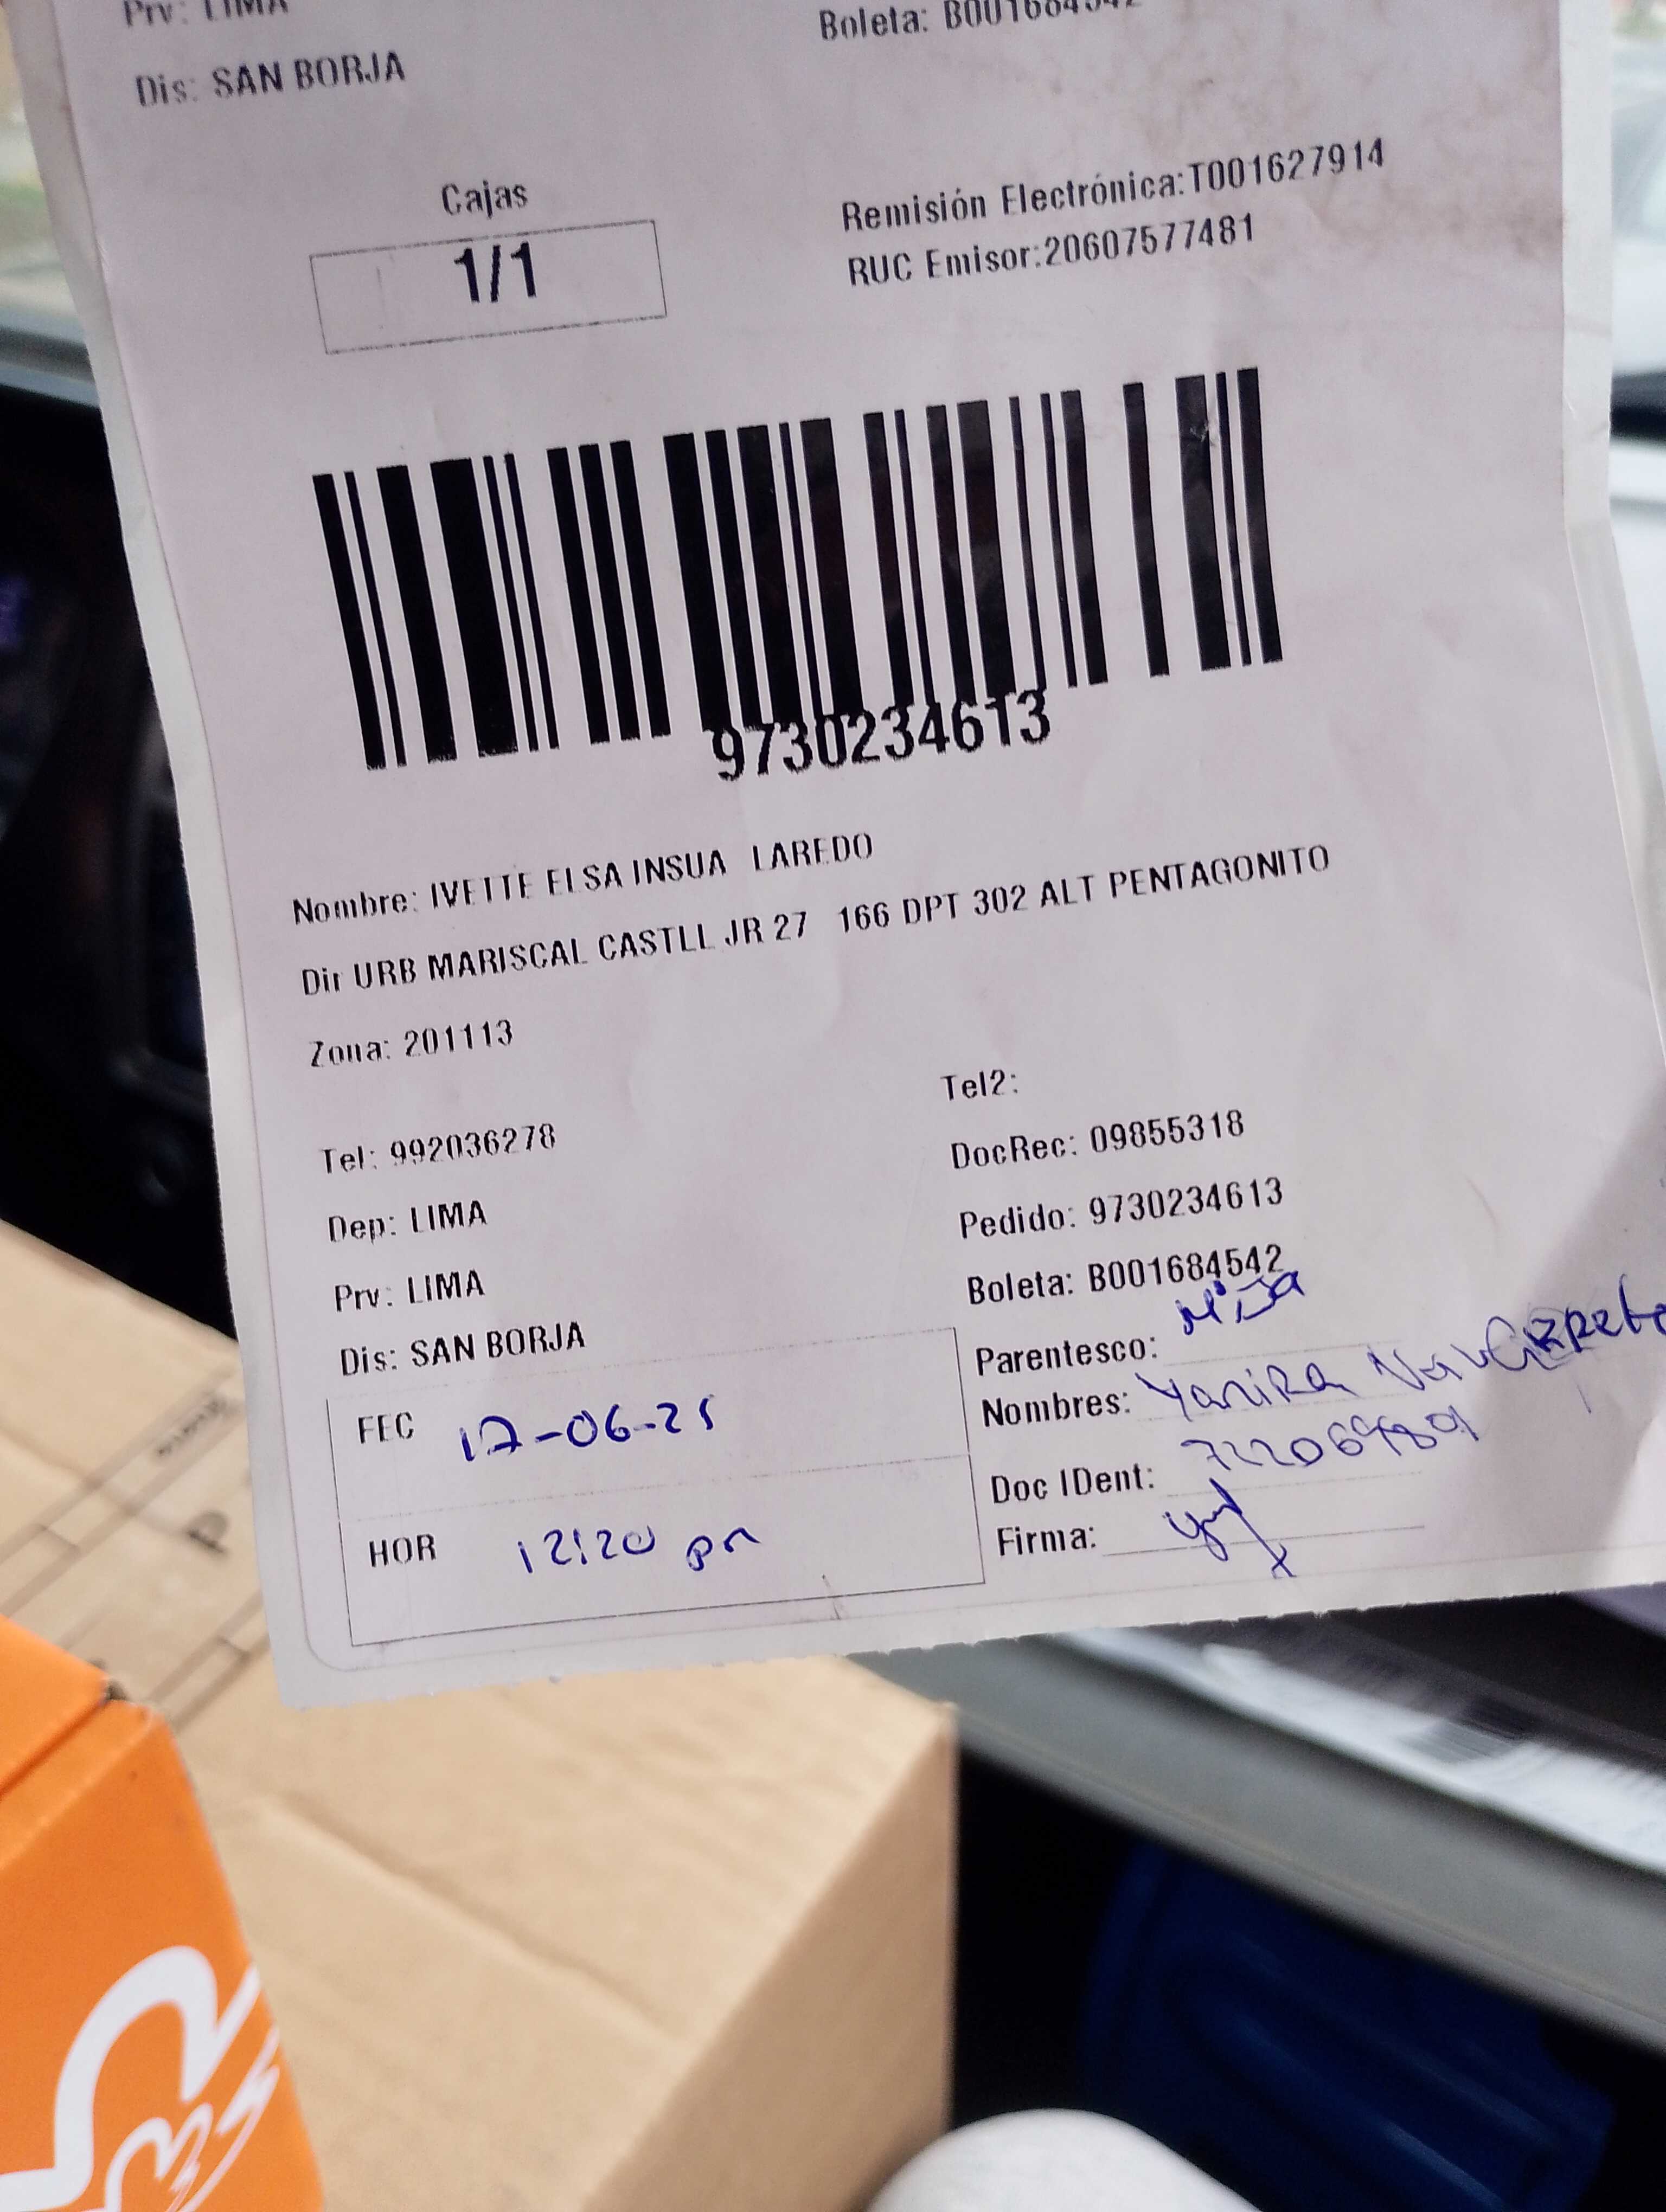 Prv: LIMA
Boleta: B001684542
Dis: SAN BORJA
Cajas
1/1
Remisión Electrónica:T001627914
RUC Emisor:20607577481
9730234613
Nombre: IVETTE ELSA INSUA LAREDO
Dir URB MARISCAL CASTLL JR 27 166 DPT 302 ALT PENTAGONITO
Zona: 201113
Tel2:
Tel: 992036278
DocRec: 09855318
Dep: LIMA
Pedido: 9730234613
Prv: LIMA
Boleta: B001684542
Dis: SAN BORJA
Parentesco: Hija
FEC 17-06-25
Nombres: Yanira
Doc IDent:
HOR 12:20 pm
Firma: